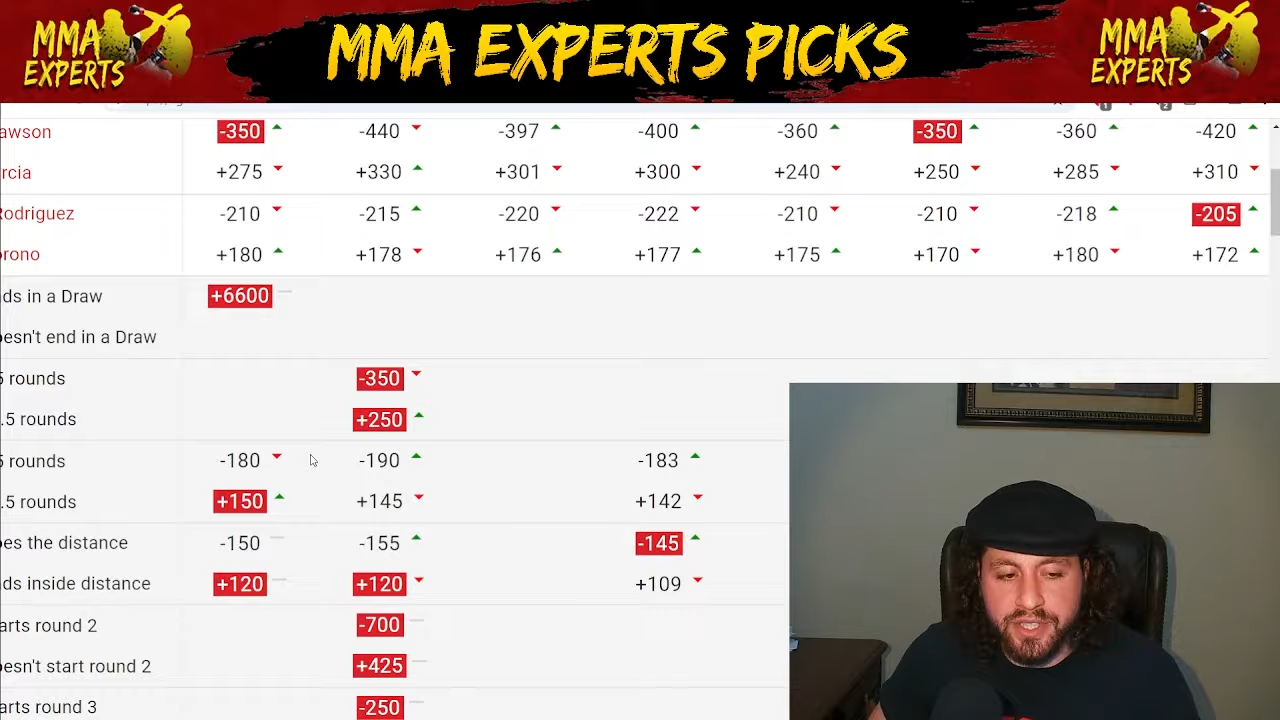 MMA EXPERTS
MMA EXPERTS PICKS
MMA EXPERTS
1 2
awson -350 -440 -397 -400 -360 -350 -360 -420
rcia +275 +330 +301 +300 +240 +250 +285 +310
Rodriguez -210 -215 -220 -222 -210 -210 -218 -205
orono +180 +178 +176 +177 +175 +170 +180 +172
ds in a Draw +6600
oesn't end in a Draw
5 rounds -350
.5 rounds +250
5 rounds -180 -190 -183
.5 rounds +150 +145 +142
oes the distance -150 -155 -145
ds inside distance +120 +120 +109
arts round 2 -700
oesn't start round 2 +425
arts round 3 -250